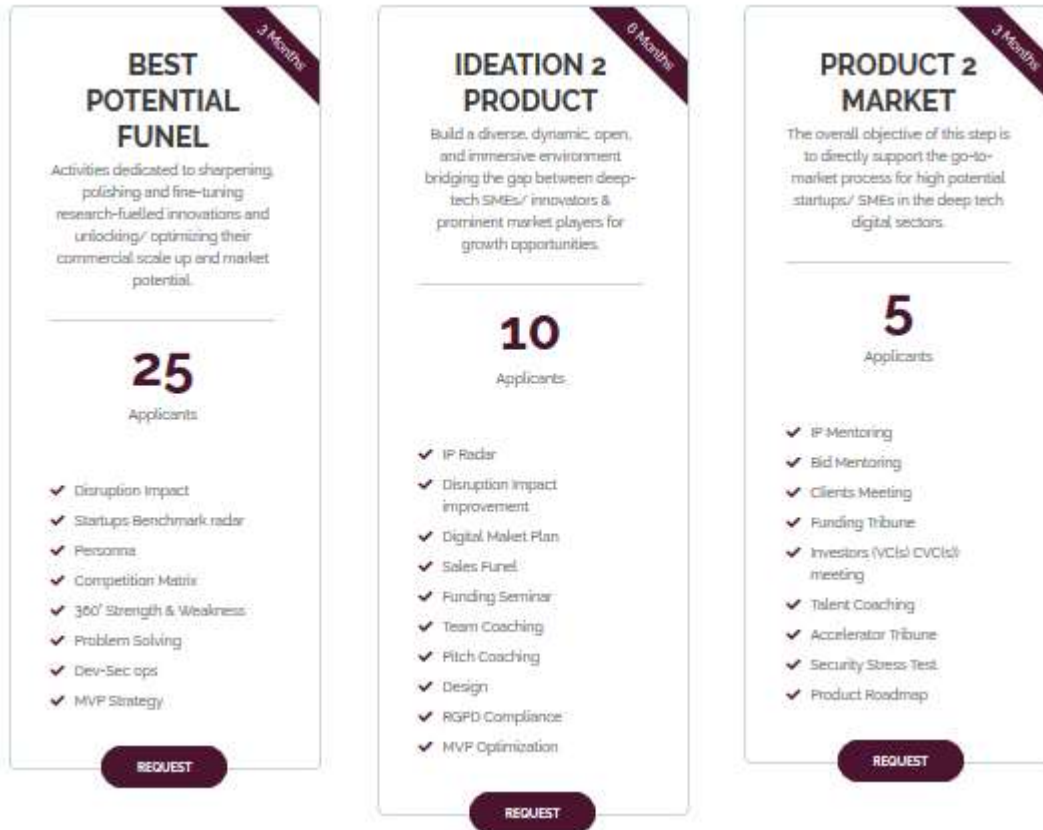 3 Months
BEST
POTENTIAL
FUNEL
Activities dedicated to sharpening,
polishing and fine-tuning
research-fuelled innovations and
unlocking/ optimizing their
commercial scale up and market
potential.
25
Applicants
Disruption Impact
Startups Benchmark radar
Personna
Competition Matrix
360° Strength & Weakness
Problem Solving
Dev-Sec ops
MVP Strategy
REQUEST
6 Months
IDEATION 2
PRODUCT
Build a diverse, dynamic, open,
and immersive environment
bridging the gap between deep-
tech SMEs/ innovators &
prominent market players for
growth opportunities.
10
Applicants
IP Radar
Disruption Impact
improvement
Digital Maket Plan
Sales Funel
Funding Seminar
Team Coaching
Pitch Coaching
Design
RGPD Compliance
MVP Optimization
REQUEST
3 Months
PRODUCT 2
MARKET
The overall objective of this step is
to directly support the go-to-
market process for high potential
startups/ SMEs in the deep tech
digital sectors.
5
Applicants
IP Mentoring
Bid Mentoring
Clients Meeting
Funding Tribune
Investors (VC(s) CVC(s))
meeting
Talent Coaching
Accelerator Tribune
Security Stress Test
Product Roadmap
REQUEST